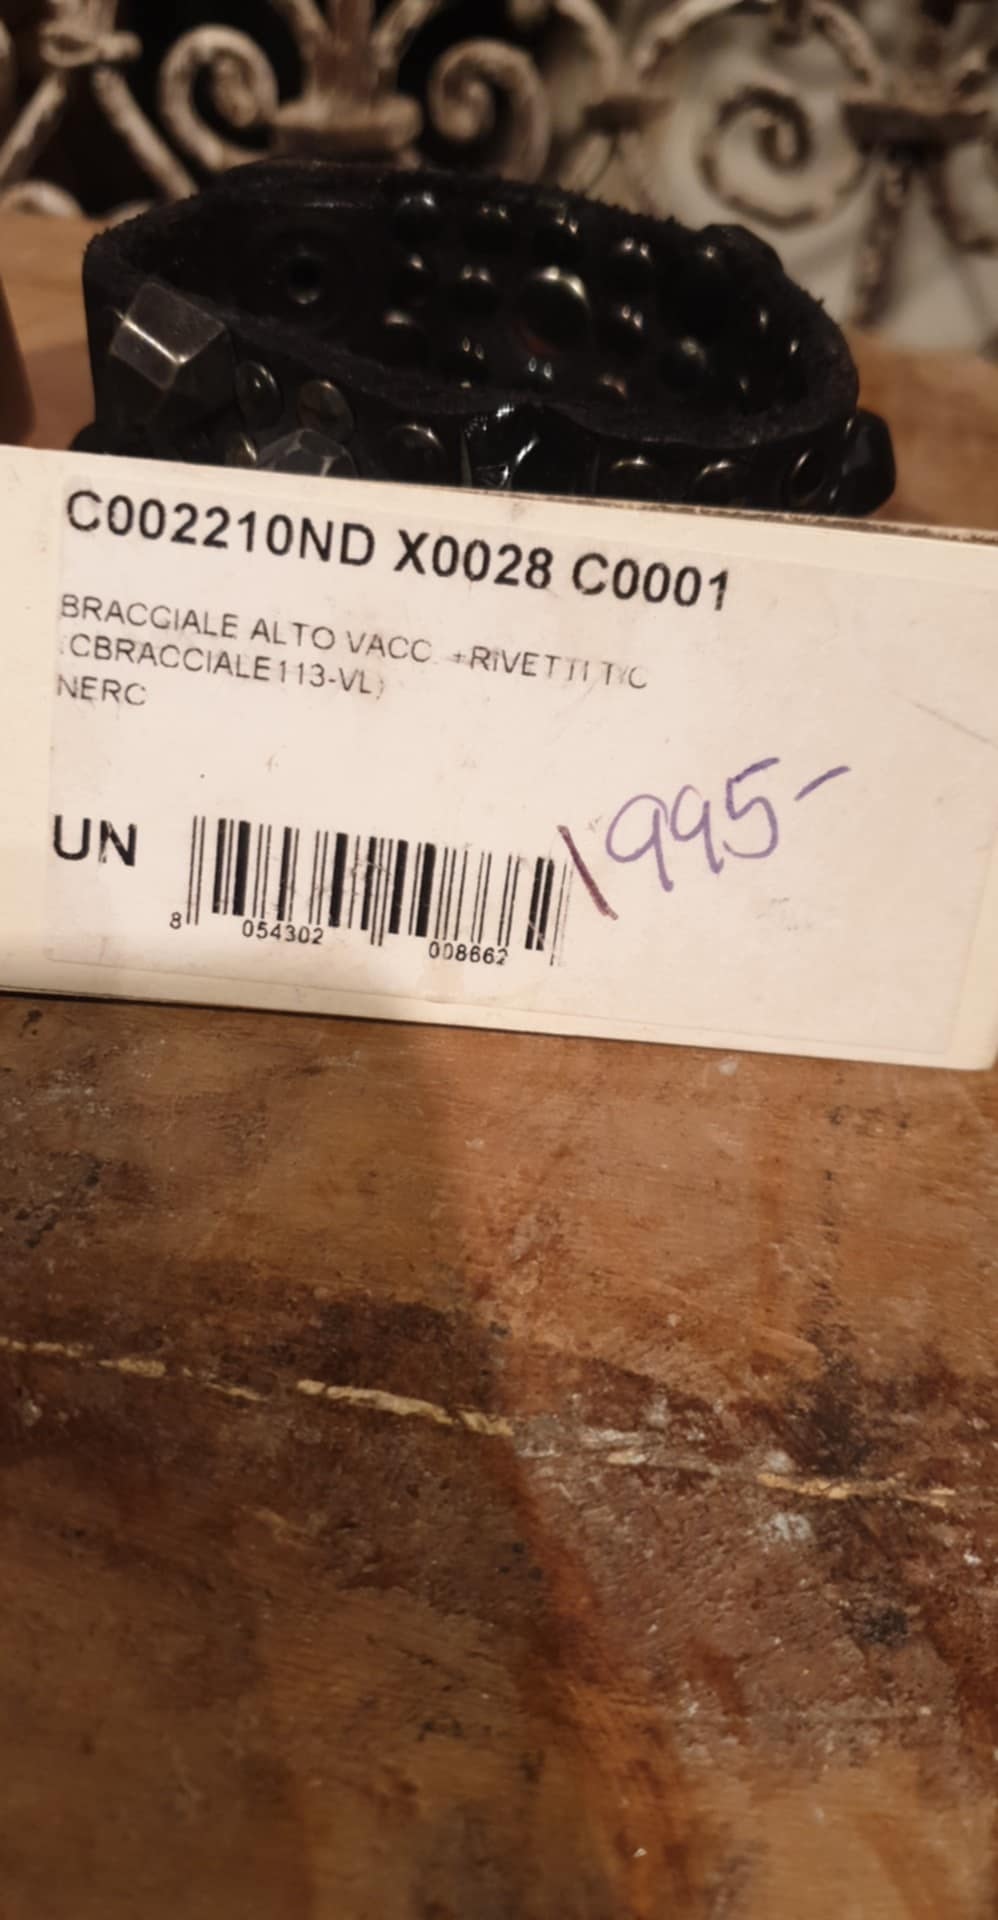 C002210ND X0028 C0001
BRACCIALE ALTO VACC. +RIVETTI T/C
(CBRACCIALE113-VL)
NERO
1995-
UN
8 054302 008662